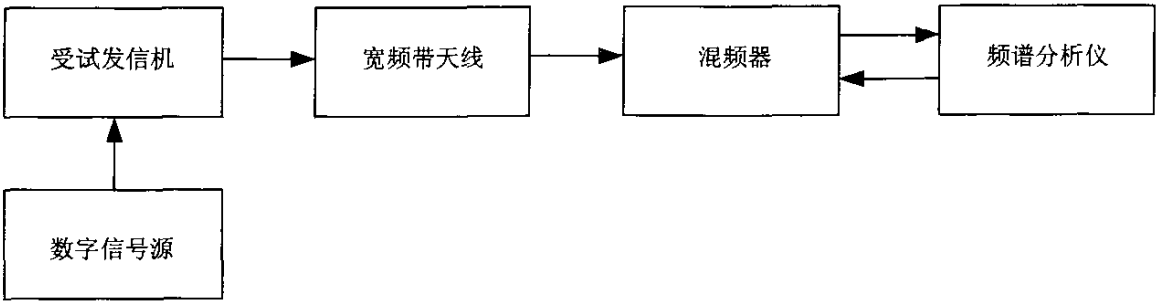 受试发信机
宽频带天线
混频器
频谱分析仪
数字信号源